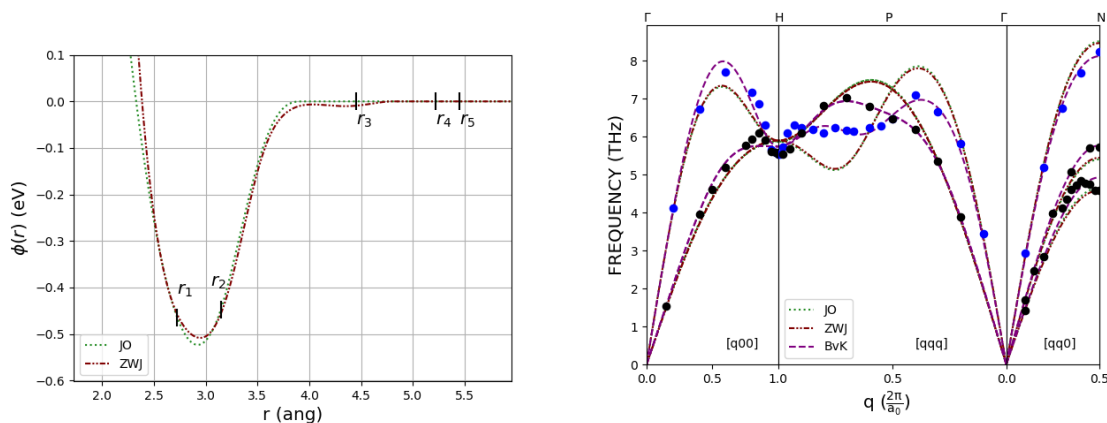 0.1
0.0
−0.1
−0.2
−0.3
−0.4
−0.5
−0.6
ϕ(r) (eV)
r₁
r₂
r₃
r₄
r₅
JO
ZWJ
2.0 2.5 3.0 3.5 4.0 4.5 5.0 5.5
r (ang)
Γ H P Γ N
8
7
6
5
4
3
2
1
0
FREQUENCY (THz)
JO
ZWJ
BvK
[q00] [qqq] [qq0]
0.0 0.5 1.0 0.5 0.0 0.5
q (2π/a₀)